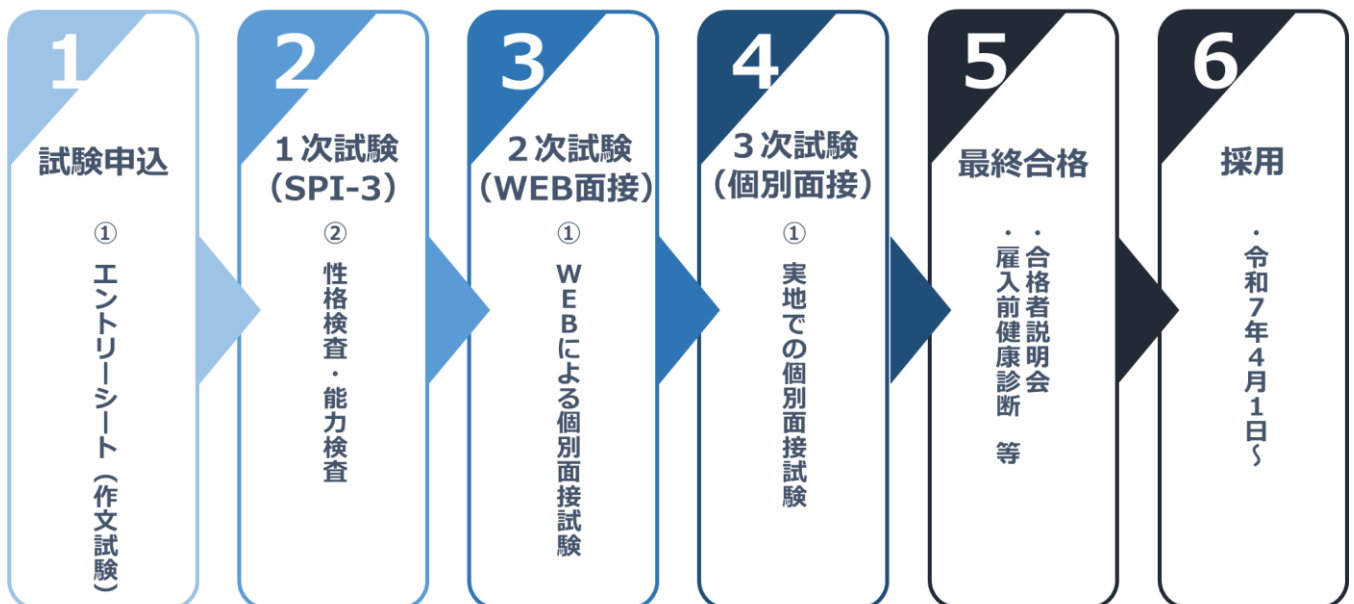 1
試験申込
① エントリーシート（作文試験）
2
１次試験
（SPI-3）
② 性格検査・能力検査
3
２次試験
（WEB面接）
① WEBによる個別面接試験
4
３次試験
（個別面接）
① 実地での個別面接試験
5
最終合格
・合格者説明会
・雇入前健康診断　等
6
採用
・令和７年４月１日～